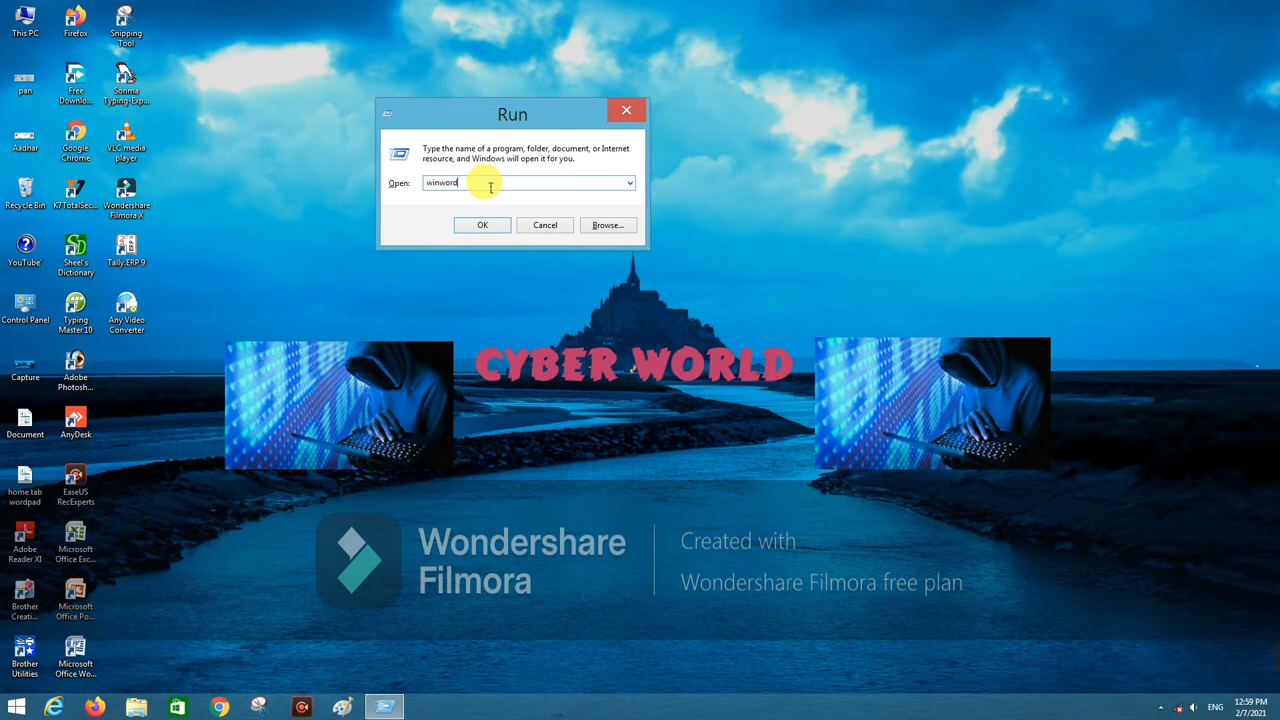 This PC
Firefox
Snipping
Tool
pan
Free
Downlo...
Sonma
Typing-Exp...
Aadhar
Google
Chrome
VLC media
player
Recycle Bin
K7TotalSec...
Wondershare
Filmora X
YouTube
Sheel's
Dictionary
Tally.ERP.9
Control Panel
Typing
Master 10
Any Video
Converter
Capture
Adobe
Photosh...
Document
AnyDesk
home tab
wordpad
EaseUS
RecExperts
Adobe
Reader XI
Microsoft
Office Exc...
Brother
Creati...
Microsoft
Office Po...
Brother
Utilities
Microsoft
Office Wo...
Run
Type the name of a program, folder, document, or Internet
resource, and Windows will open it for you.
Open: winword
OK Cancel Browse...
CYBER WORLD
Wondershare
Filmora
Created with
Wondershare Filmora free plan
ENG
12:59 PM
2/7/2021